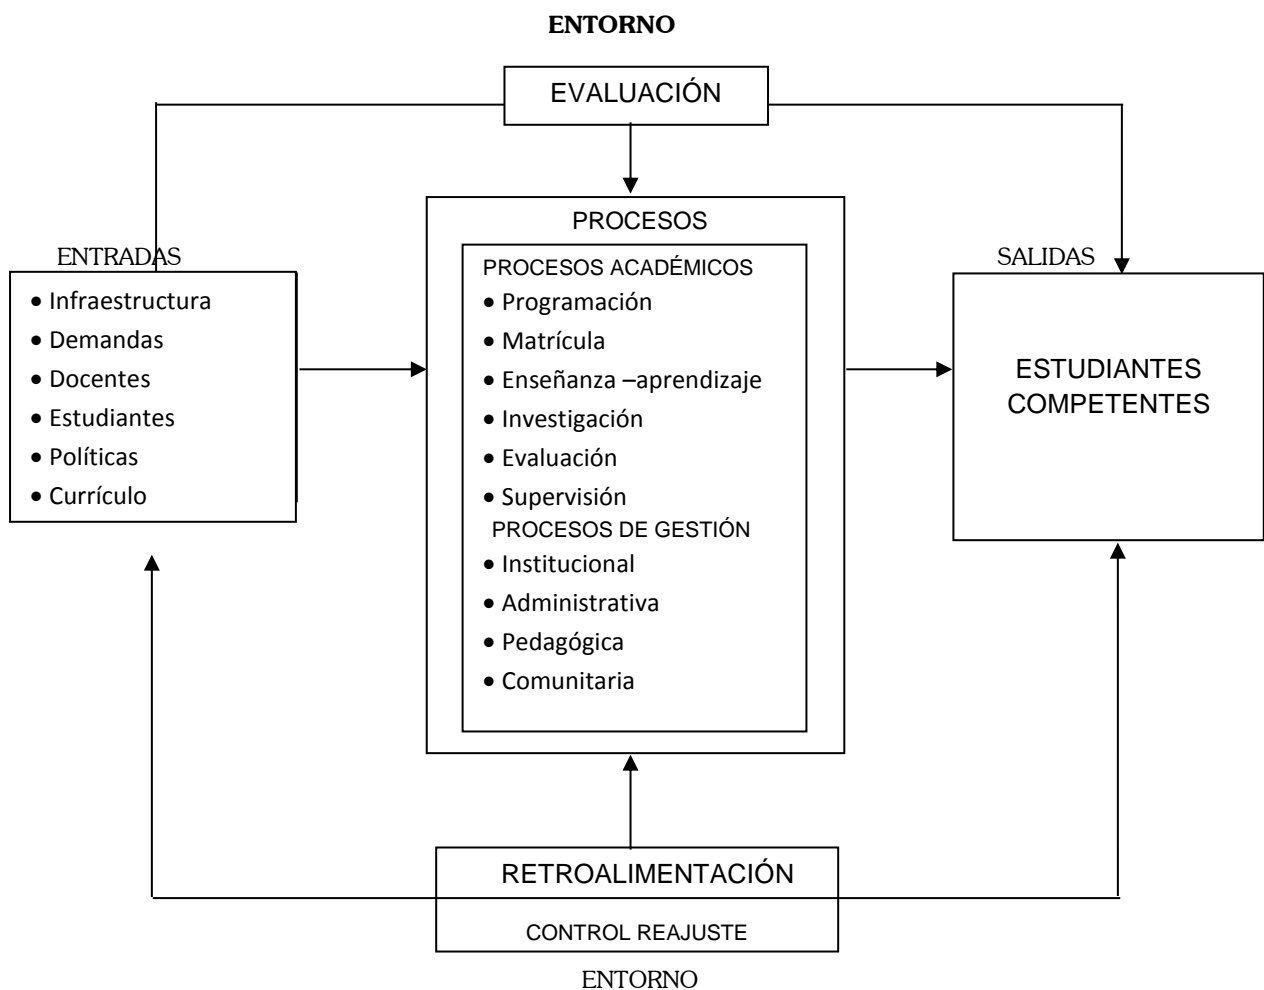 ENTORNO
EVALUACIÓN
ENTRADAS
• Infraestructura
• Demandas
• Docentes
• Estudiantes
• Políticas
• Currículo
PROCESOS
PROCESOS ACADÉMICOS
• Programación
• Matrícula
• Enseñanza –aprendizaje
• Investigación
• Evaluación
• Supervisión
PROCESOS DE GESTIÓN
• Institucional
• Administrativa
• Pedagógica
• Comunitaria
SALIDAS
ESTUDIANTES
COMPETENTES
RETROALIMENTACIÓN
CONTROL REAJUSTE
ENTORNO